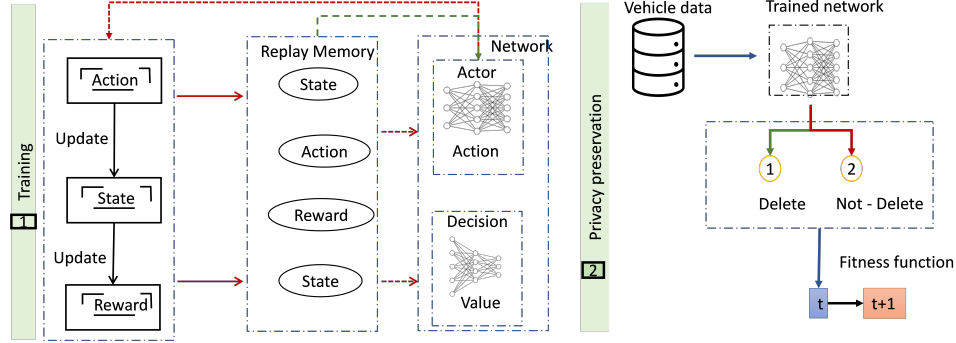 Training
1
Action
Update
State
Update
Reward
Replay Memory
State
Action
Reward
State
Network
Actor
Action
Decision
Value
Privacy preservation
2
Vehicle data
Trained network
1
2
Delete
Not - Delete
Fitness function
t
t+1